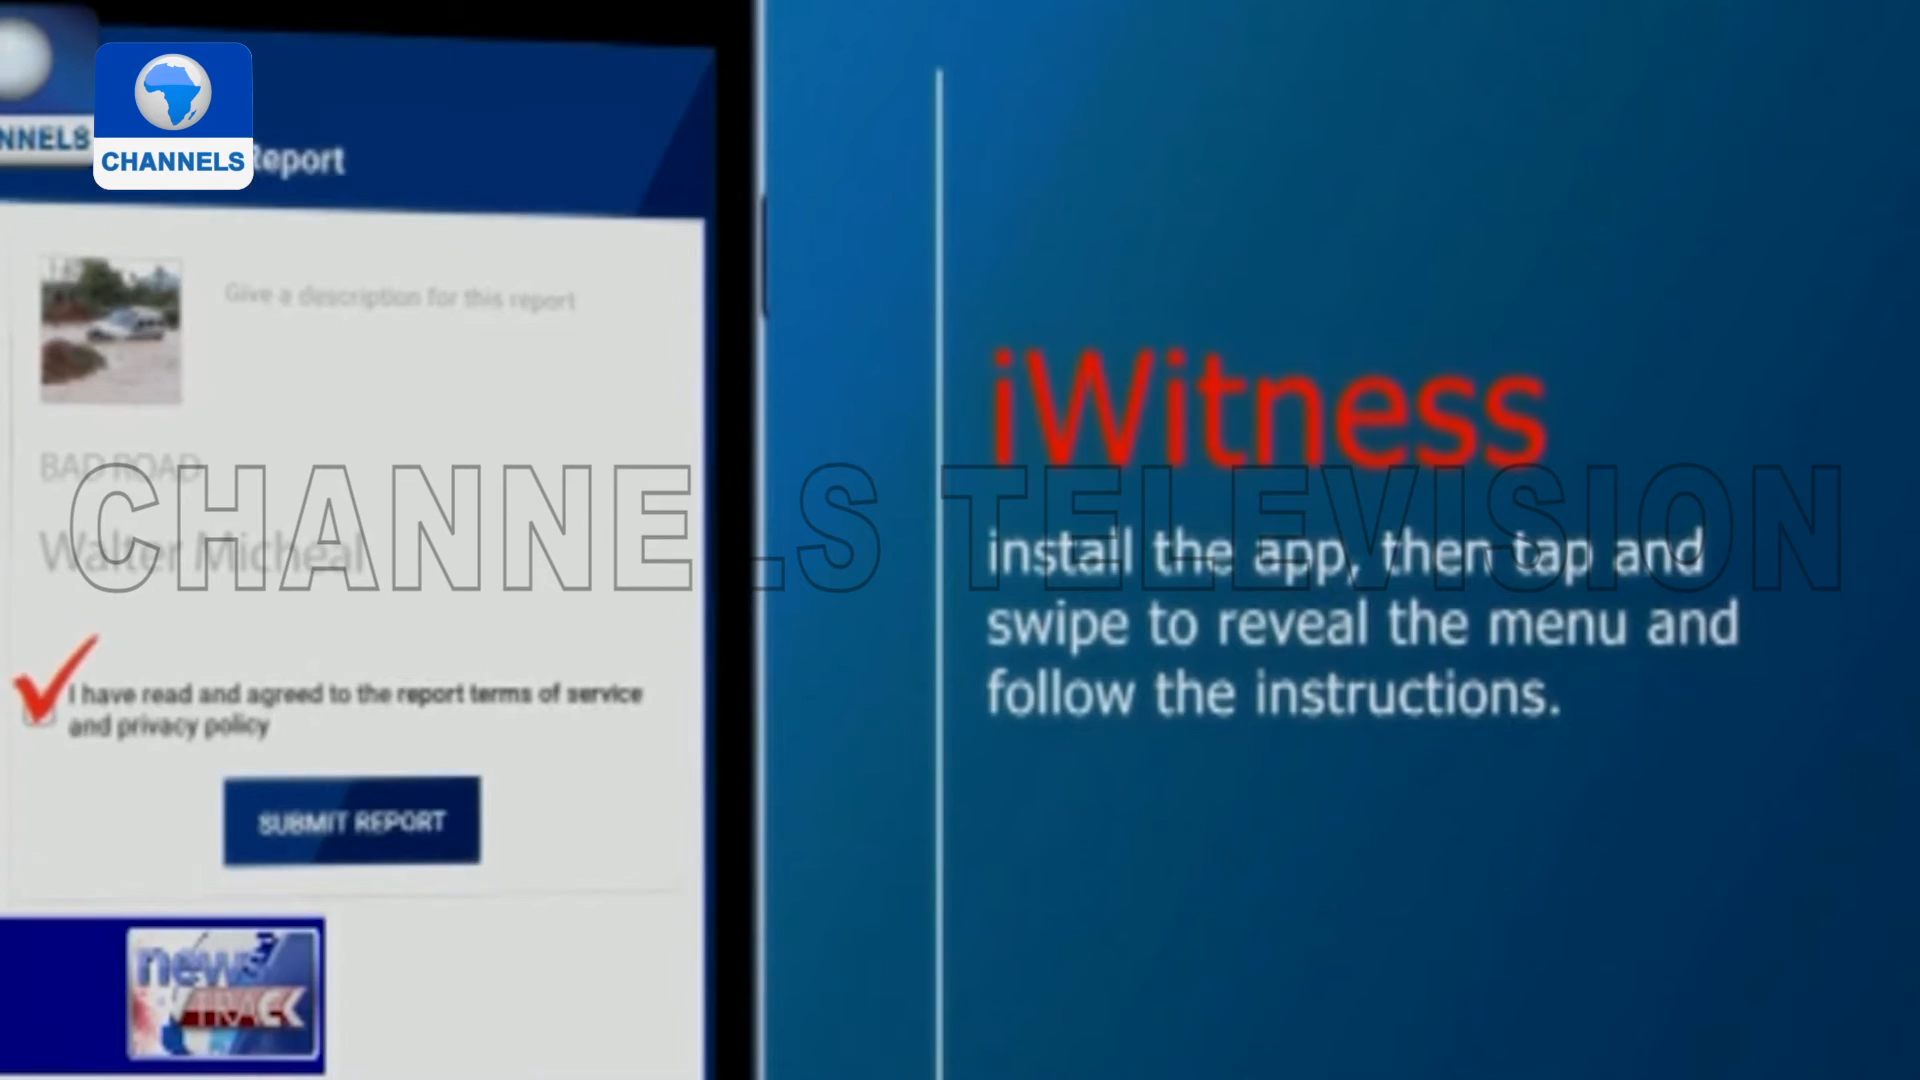 NNELS
CHANNELS
Report
Give a description for this report
BAD ROAD
Walter Micheal
CHANNELS TELEVISION
I have read and agreed to the report terms of service
and privacy policy
SUBMIT REPORT
news
TRACK
iWitness
install the app, then tap and
swipe to reveal the menu and
follow the instructions.